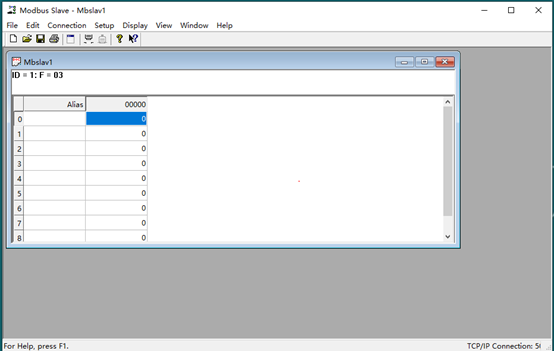 Modbus Slave - Mbslav1
File Edit Connection Setup Display View Window Help
Mbslav1
ID = 1: F = 03
Alias 00000
0 0
1 0
2 0
3 0
4 0
5 0
6 0
7 0
8 0
For Help, press F1. TCP/IP Connection: